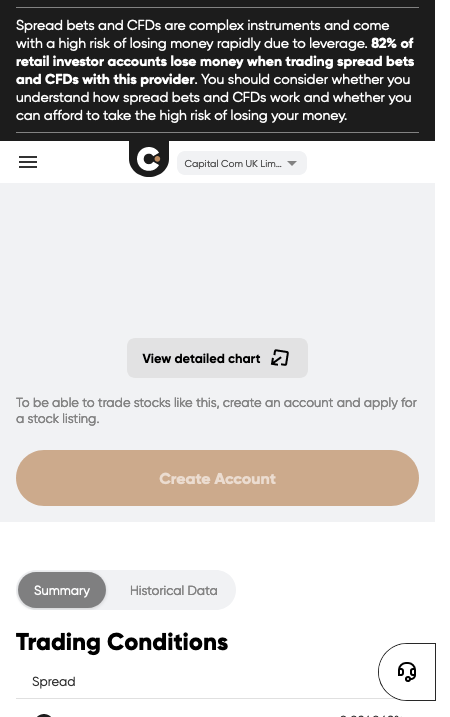 Spread bets and CFDs are complex instruments and come
with a high risk of losing money rapidly due to leverage. 82% of
retail investor accounts lose money when trading spread bets
and CFDs with this provider. You should consider whether you
understand how spread bets and CFDs work and whether you
can afford to take the high risk of losing your money.
Capital Com UK Lim...
View detailed chart
To be able to trade stocks like this, create an account and apply for
a stock listing.
Create Account
Summary
Historical Data
Trading Conditions
Spread